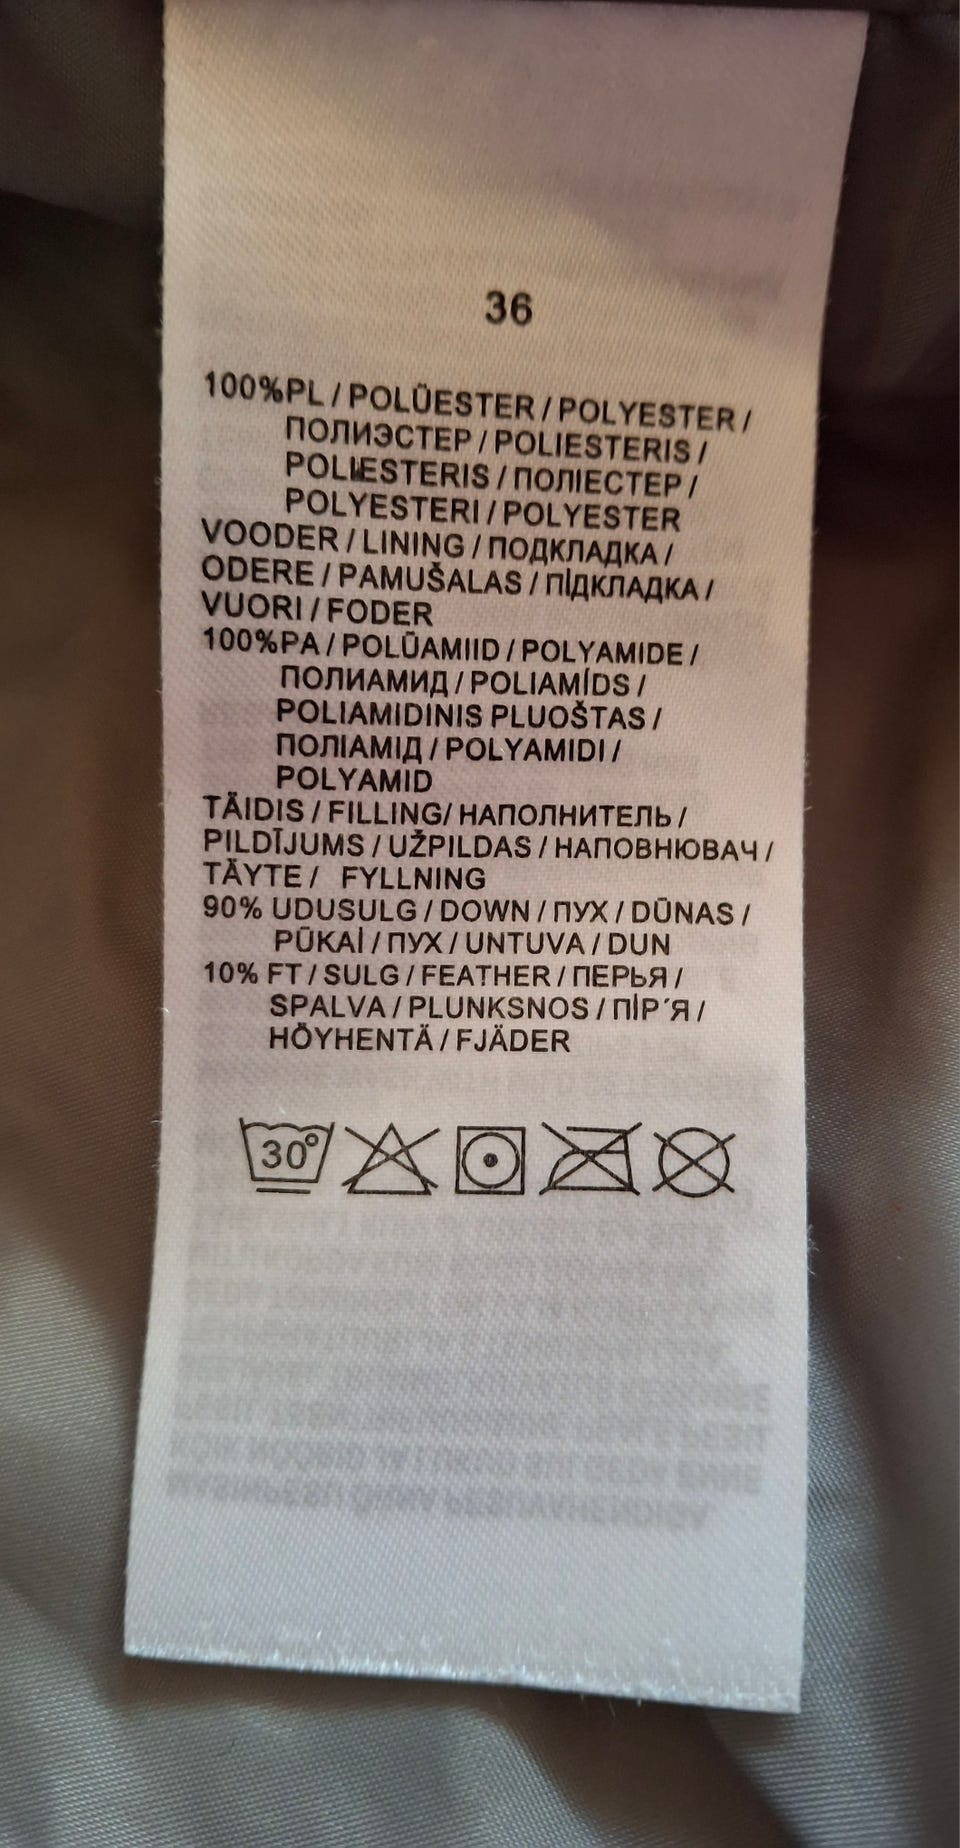 36
100%PL / POLÜESTER / POLYESTER /
ПОЛИЭСТЕР / POLIESTERIS /
POLIESTERIS / ПОЛІЕСТЕР /
POLYESTERI / POLYESTER
VOODER / LINING / ПОДКЛАДКА /
ODERE / PAMUŠALAS / ПІДКЛАДКА /
VUORI / FODER
100%PA / POLÜAMIID / POLYAMIDE /
ПОЛИАМИД / POLIAMÍDS /
POLIAMIDINIS PLUOŠTAS /
ПОЛІАМІД / POLYAMIDI /
POLYAMID
TÄIDIS / FILLING/ НАПОЛНИТЕЛЬ /
PILDĪJUMS / UŽPILDAS / НАПОВНЮВАЧ /
TÄYTE / FYLLNING
90% UDUSULG / DOWN / ПУХ / DŪNAS /
PŪKAI / ПУХ / UNTUVA / DUN
10% FT / SULG / FEATHER / ПЕРЬЯ /
SPALVA / PLUNKSNOS / ПІР´Я /
HÖYHENTÄ / FJÄDER
30°